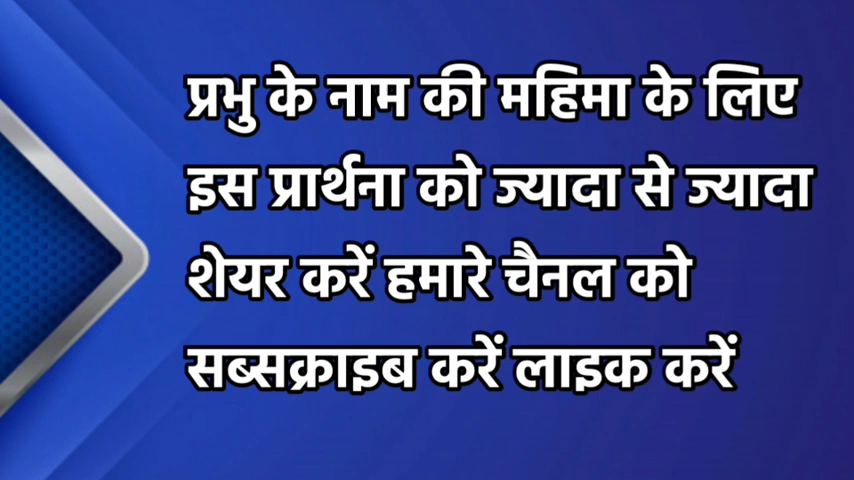 प्रभु के नाम की महिमा के लिए
इस प्रार्थना को ज्यादा से ज्यादा
शेयर करें हमारे चैनल को
सब्सक्राइब करें लाइक करें